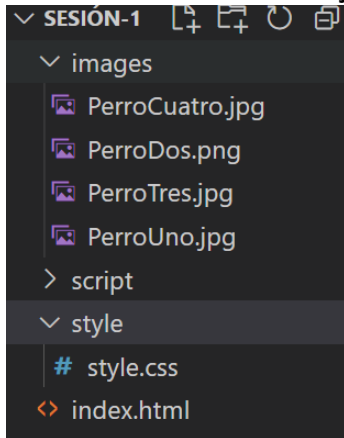 SESIÓN-1
images
PerroCuatro.jpg
PerroDos.png
PerroTres.jpg
PerroUno.jpg
script
style
# style.css
<> index.html